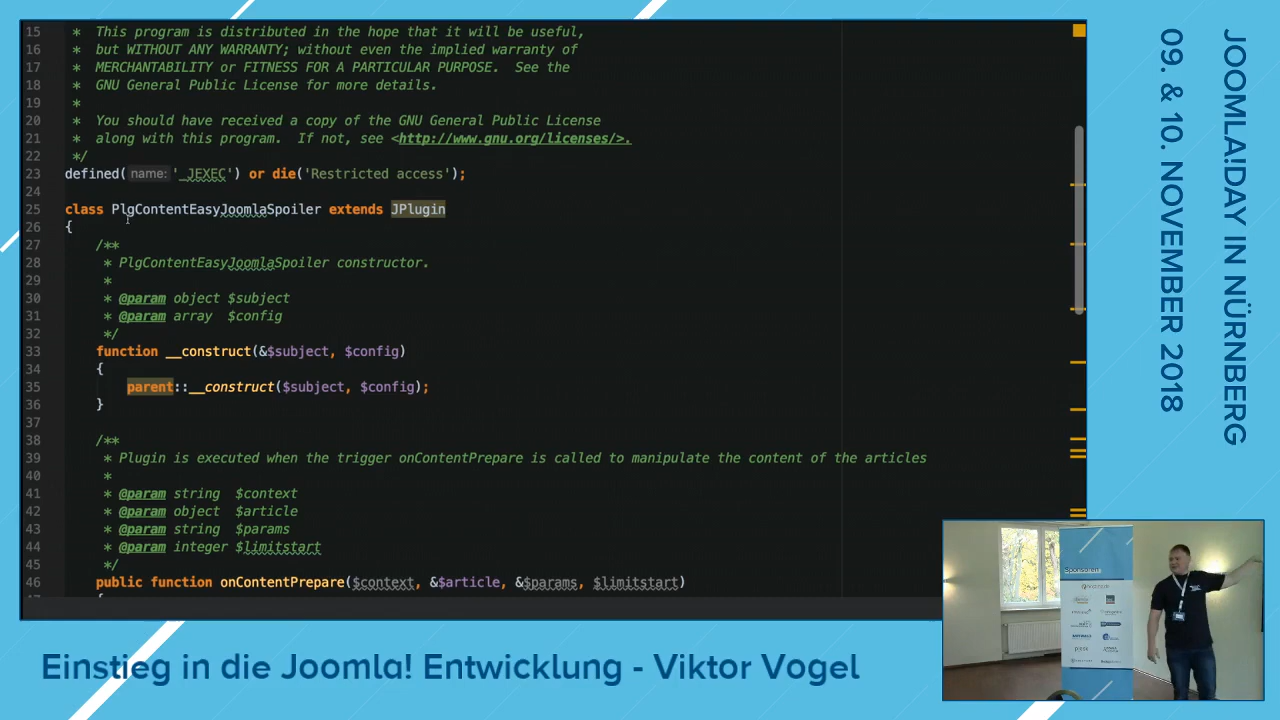 15 * This program is distributed in the hope that it will be useful,
16 * but WITHOUT ANY WARRANTY; without even the implied warranty of
17 * MERCHANTABILITY or FITNESS FOR A PARTICULAR PURPOSE. See the
18 * GNU General Public License for more details.
19 *
20 * You should have received a copy of the GNU General Public License
21 * along with this program. If not, see <http://www.gnu.org/licenses/>.
22 */
23 defined( name: '_JEXEC') or die('Restricted access');
24
25 class PlgContentEasyJoomlaSpoiler extends JPlugin
26 {
27 /**
28 * PlgContentEasyJoomlaSpoiler constructor.
29 *
30 * @param object $subject
31 * @param array $config
32 */
33 function __construct(&$subject, $config)
34 {
35 parent::__construct($subject, $config);
36 }
37
38 /**
39 * Plugin is executed when the trigger onContentPrepare is called to manipulate the content of the articles
40 *
41 * @param string $context
42 * @param object $article
43 * @param string $params
44 * @param integer $limitstart
45 */
46 public function onContentPrepare($context, &$article, &$params, $limitstart)
JOOMLA!DAY IN NÜRNBERG
09. & 10. NOVEMBER 2018
Sponsoren
Einstieg in die Joomla! Entwicklung - Viktor Vogel